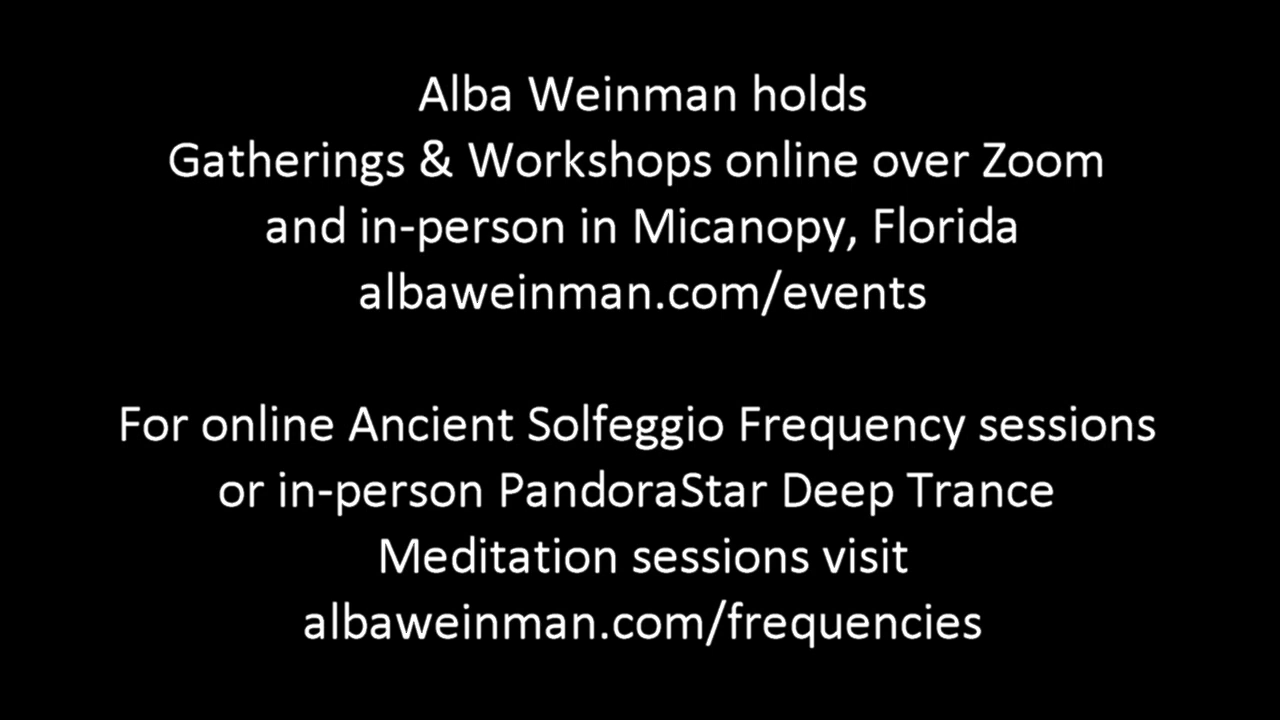 Alba Weinman holds
Gatherings & Workshops online over Zoom
and in-person in Micanopy, Florida
albaweinman.com/events
For online Ancient Solfeggio Frequency sessions
or in-person PandoraStar Deep Trance
Meditation sessions visit
albaweinman.com/frequencies